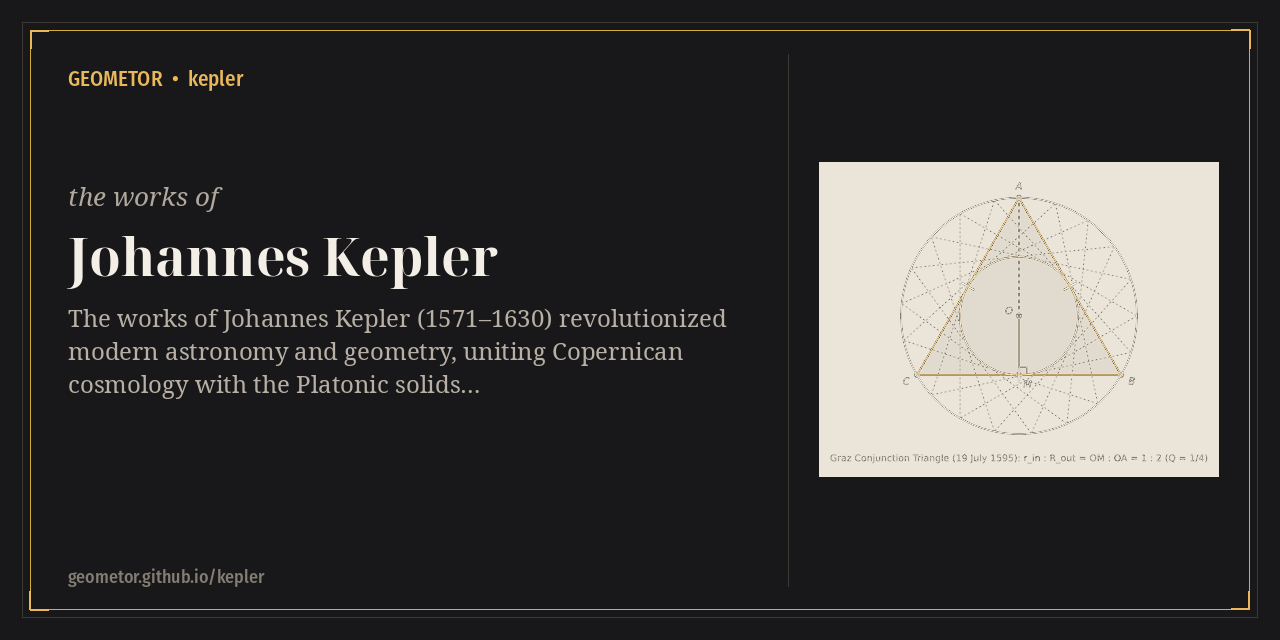 GEOMETOR • kepler
the works of
Johannes Kepler
The works of Johannes Kepler (1571–1630) revolutionized
modern astronomy and geometry, uniting Copernican
cosmology with the Platonic solids...
geometor.github.io/kepler
A
O
C
M
B
Graz Conjunction Triangle (19 July 1595): r_in : R_out = OM : OA = 1 : 2 (Q = 1/4)